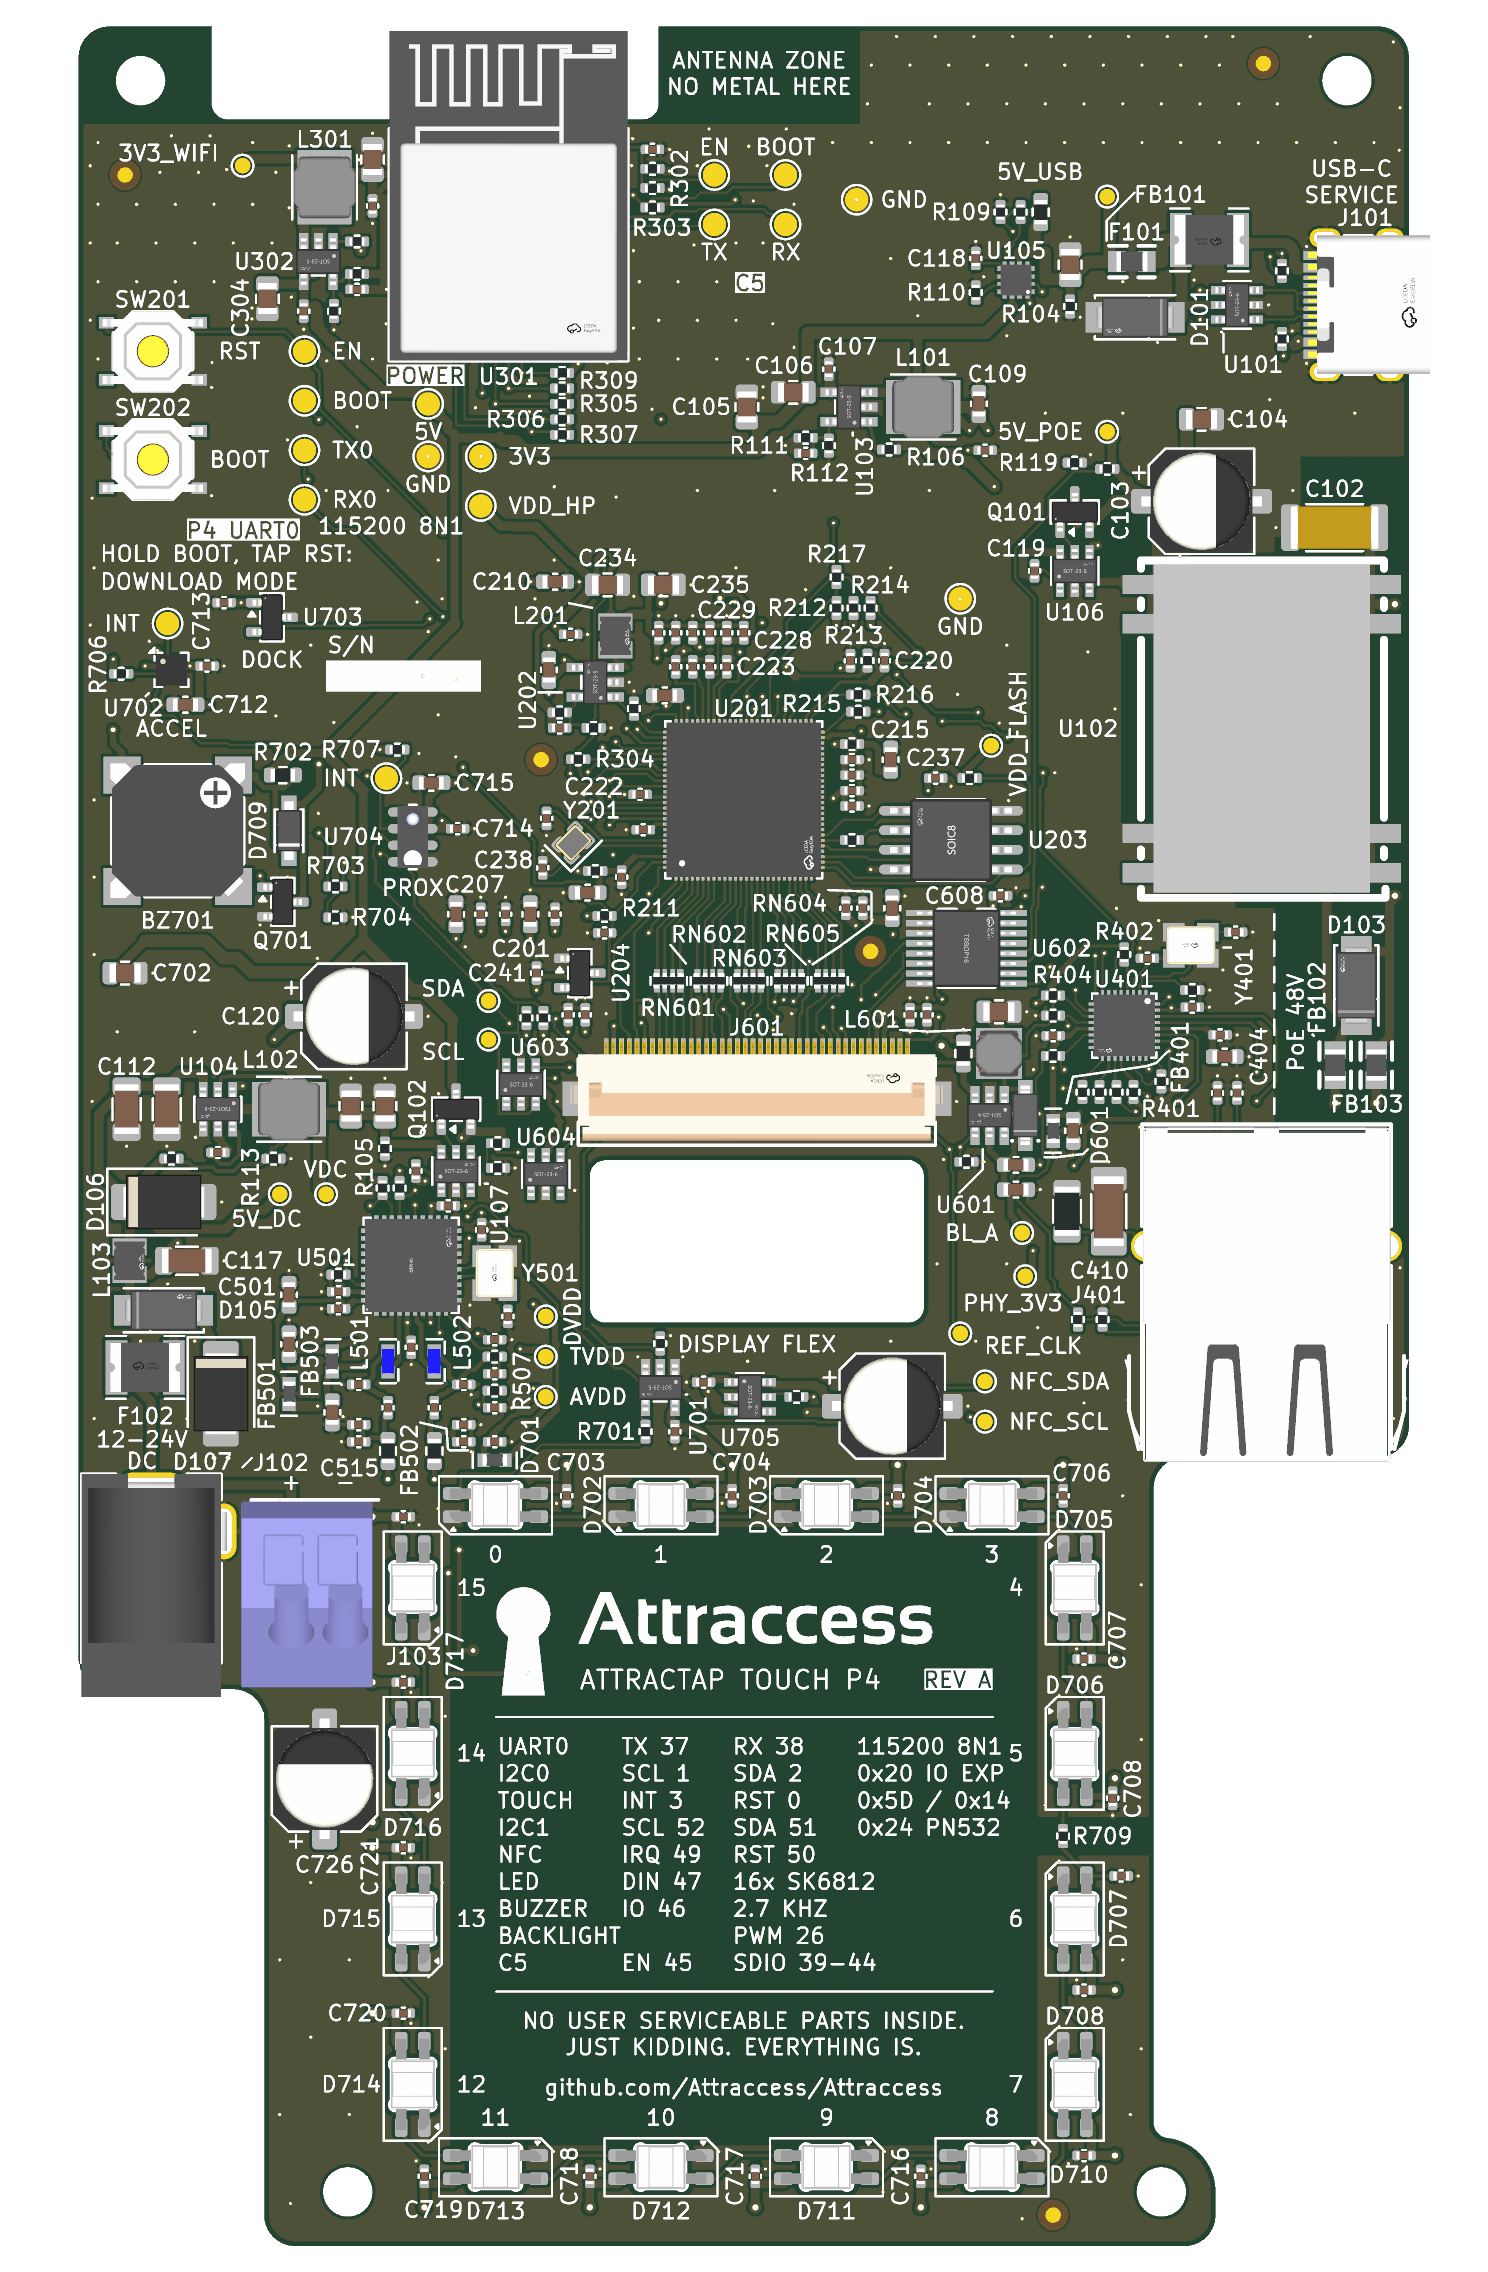 ANTENNA ZONE
NO METAL HERE
L301
3V3_WIFI
EN
BOOT
R302
5V_USB
USB-C
SERVICE
J101
FB101
GND
R109
R303
TX
RX
F101
U302
C118
U105
C5
R110
R104
D101
SW201
C304
U101
RST
EN
POWER
U301
R309
C106
C107
L101
C109
SW202
BOOT
5V
R305
R306
R307
C105
R111
R112
U103
R106
5V_POE
C104
R119
BOOT
TX0
GND
3V3
RX0
VDD_HP
Q101
C103
C102
P4 UART0
115200 8N1
HOLD BOOT, TAP RST:
DOWNLOAD MODE
C119
U106
INT
C713
U703
DOCK
S/N
C210
C234
C235
L201
C229
C228
C223
R217
R214
R212
R213
C220
GND
R706
U702
C712
ACCEL
U202
U201
R215
R216
C215
VDD_FLASH
U102
R702
R707
INT
C715
R304
C222
Y201
C237
D709
U704
C714
C238
SOIC8
U203
R703
PROX
C207
BZ701
R704
Q701
R211
RN604
C608
RN602
RN605
RN603
C201
C241
U204
RN601
U602
R402
R404
U401
Y401
D103
PoE 48V
FB102
C702
SDA
C120
SCL
J601
L601
FB401
C404
FB103
R401
C112
U104
L102
Q102
U603
U604
D601
D106
R113
VDC
R105
5V_DC
U107
U601
BL_A
L103
C117
U501
Y501
C501
D105
C410
PHY_3V3
J401
DVDD
DISPLAY FLEX
REF_CLK
FB503
L501
L502
TVDD
R507
AVDD
NFC_SDA
NFC_SCL
F102
12-24V
DC
FB501
D107
J102
C515
FB502
D701
R701
U701
U705
C703
C704
C706
D702
D703
D704
D705
0
1
2
3
15
4
J103
D717
C707
Attraccess
ATTRACTAP TOUCH P4
REV A
D706
14
5
UART0 TX 37 RX 38 115200 8N1
I2C0 SCL 1 SDA 2 0x20 IO EXP
TOUCH INT 3 RST 0 0x5D / 0x14
I2C1 SCL 52 SDA 51 0x24 PN532
NFC IRQ 49 RST 50
LED DIN 47 16x SK6812
BUZZER IO 46 2.7 KHZ
BACKLIGHT PWM 26
C5 EN 45 SDIO 39-44
D716
C708
R709
C726
C721
D715
13
6
D707
C720
D708
NO USER SERVICEABLE PARTS INSIDE.
JUST KIDDING. EVERYTHING IS.
D714
12
7
github.com/Attraccess/Attraccess
11
10
9
8
C719
D713
C718
D712
C717
D711
C716
D710